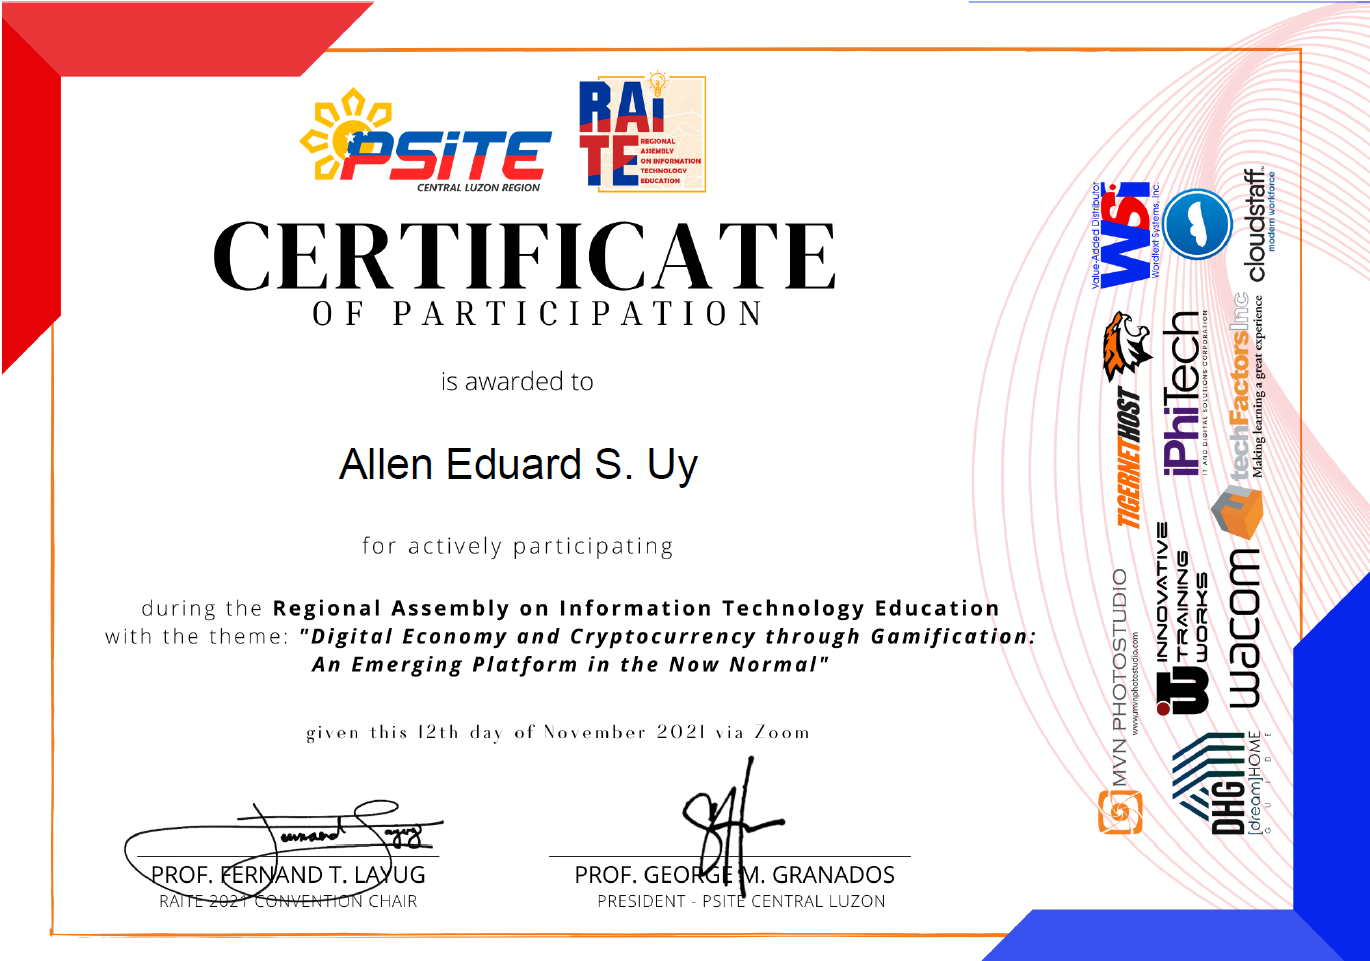 PSiTE
CENTRAL LUZON REGION
RAiTE
REGIONAL
ASSEMBLY
ON INFORMATION
TECHNOLOGY
EDUCATION
CERTIFICATE
OF PARTICIPATION
is awarded to
Allen Eduard S. Uy
for actively participating
during the Regional Assembly on Information Technology Education
with the theme: "Digital Economy and Cryptocurrency through Gamification:
An Emerging Platform in the Now Normal"
given this 12th day of November 2021 via Zoom
Fernand Layug
PROF. FERNAND T. LAYUG
RAITE 2021 CONVENTION CHAIR
PROF. GEORGE M. GRANADOS
PRESIDENT - PSITE CENTRAL LUZON
Value-Added Distributor
WSi
Wordtext Systems, Inc.
cloudstaff
modern workforce
TIGERNETHOST
iPhiTech
IT AND DIGITAL SOLUTIONS CORPORATION
techFactorsInc
Making learning a great experience
MVN PHOTOSTUDIO
www.mvnphotostudio.com
iTW
INNOVATIVE
TRAINING
WORKS
wacom
DHG
[dream]HOME
GUIDE